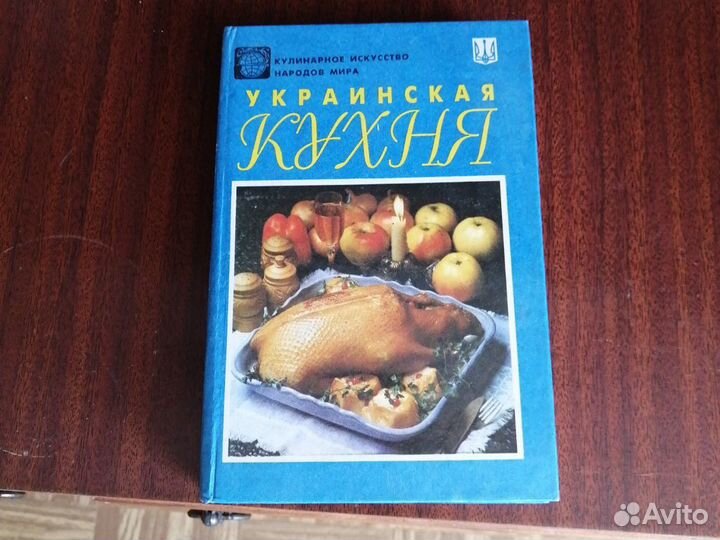 КУЛИНАРНОЕ ИСКУССТВО
НАРОДОВ МИРА
УКРАИНСКАЯ
КУХНЯ
Avito